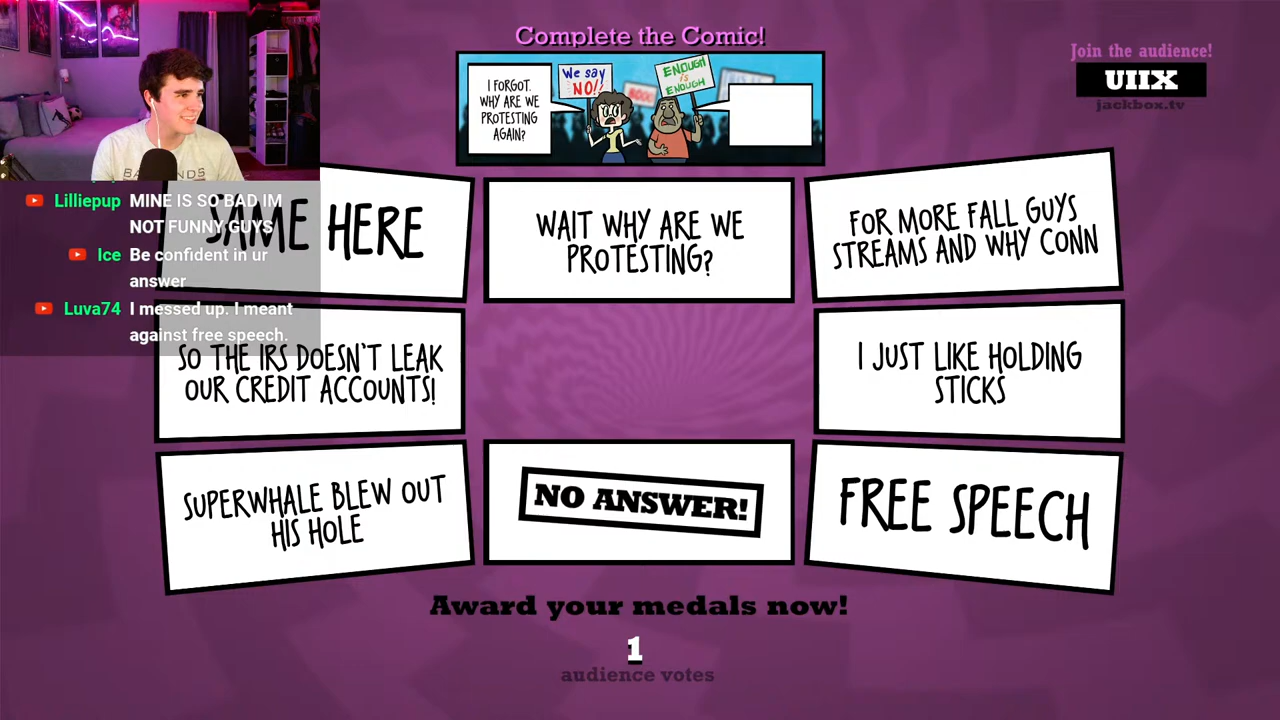 Complete the Comic!
I FORGOT.
WHY ARE WE
PROTESTING
AGAIN?
We say
NO!!
ENOUGH
IS
ENOUGH
Join the audience!
UIIX
jackbox.tv
Lilliepup MINE IS SO BAD IM
NOT FUNNY GUYS
Ice Be confident in ur
answer
Luva74 I messed up. I meant
against free speech.
SAME HERE
WAIT WHY ARE WE
PROTESTING?
FOR MORE FALL GUYS
STREAMS AND WHY CONN
SO THE IRS DOESN'T LEAK
OUR CREDIT ACCOUNTS!
I JUST LIKE HOLDING
STICKS
SUPERWHALE BLEW OUT
HIS HOLE
NO ANSWER!
FREE SPEECH
Award your medals now!
1
audience votes